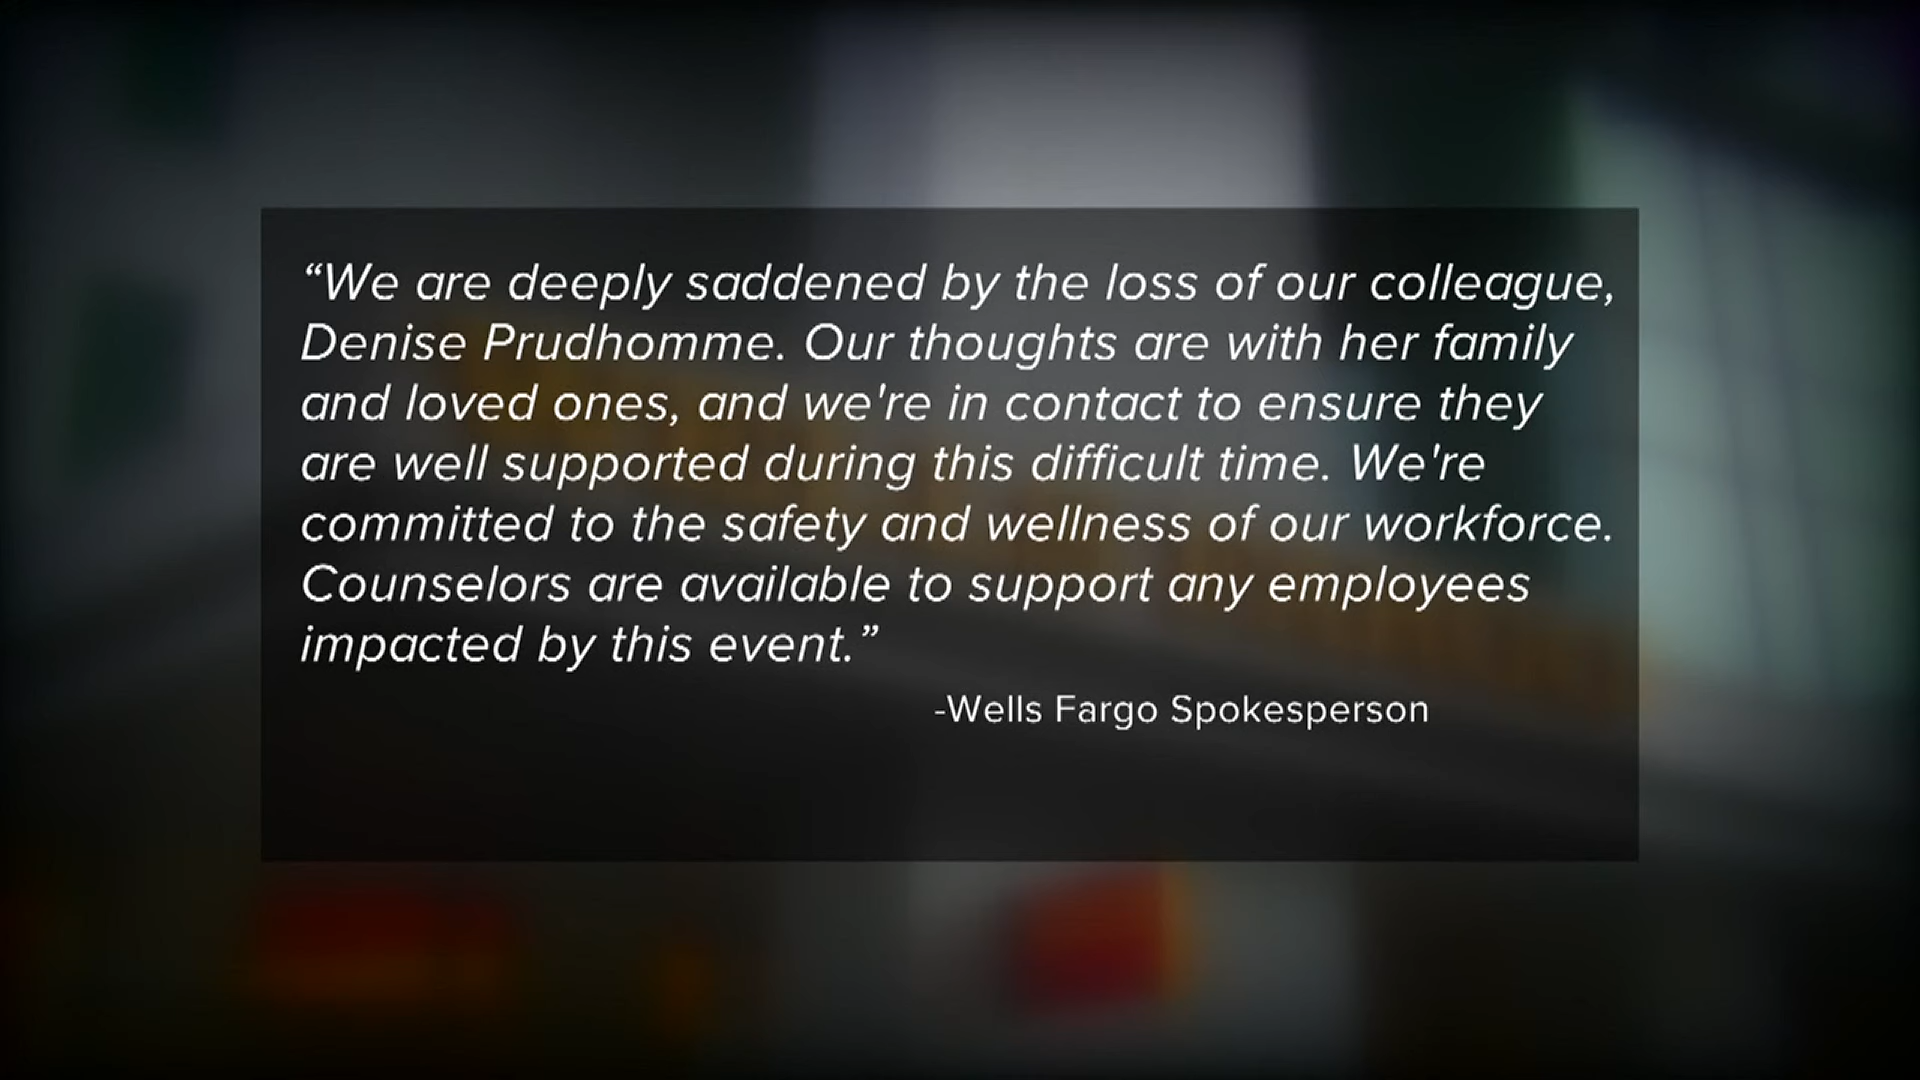 “We are deeply saddened by the loss of our colleague,
Denise Prudhomme. Our thoughts are with her family
and loved ones, and we're in contact to ensure they
are well supported during this difficult time. We're
committed to the safety and wellness of our workforce.
Counselors are available to support any employees
impacted by this event.”
-Wells Fargo Spokesperson